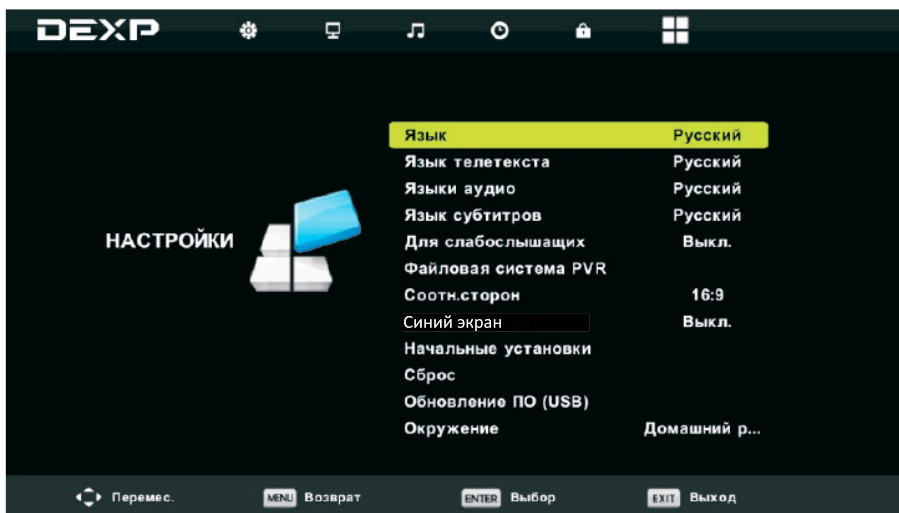 DEXP
Язык Русский
Язык телетекста Русский
Языки аудио Русский
Язык субтитров Русский
НАСТРОЙКИ
Для слабослышащих Выкл.
Файловая система PVR
Соотн.сторон 16:9
Синий экран Выкл.
Начальные установки
Сброс
Обновление ПО (USB)
Окружение Домашний р...
Перемес. MENU Возврат ENTER Выбор EXIT Выход